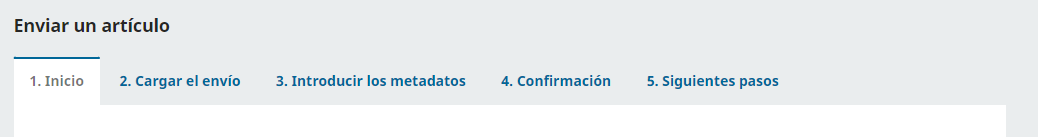 Enviar un artículo
1. Inicio 2. Cargar el envío 3. Introducir los metadatos 4. Confirmación 5. Siguientes pasos